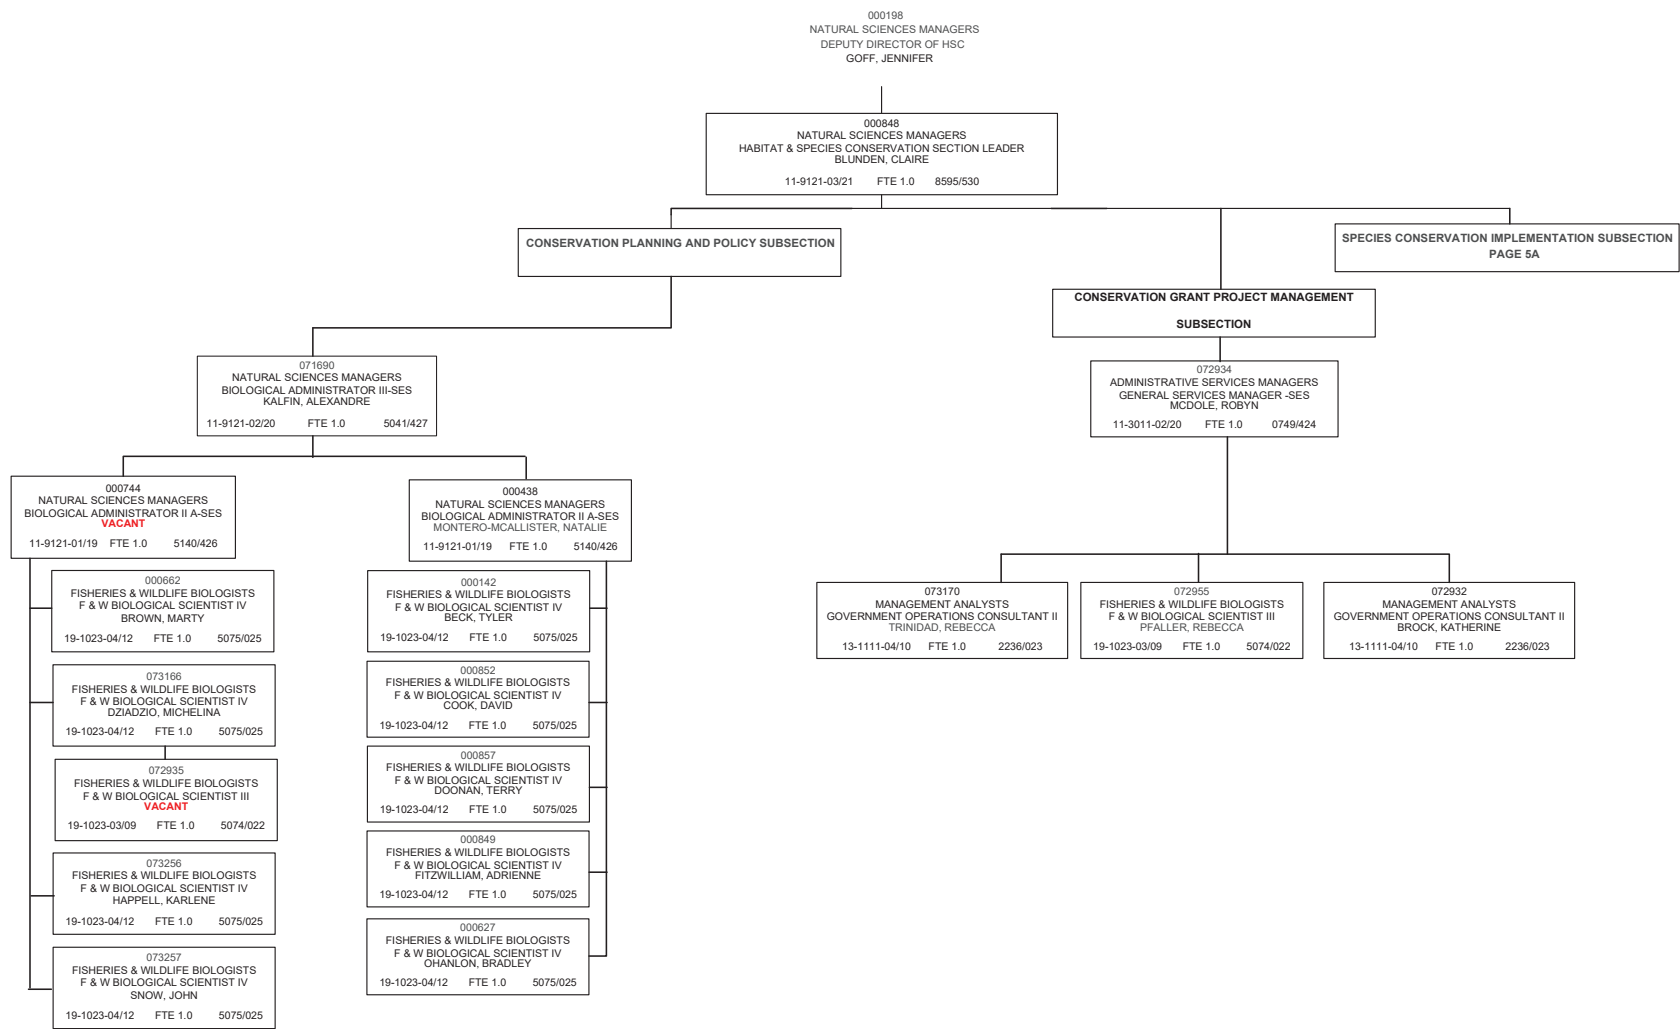 000198
NATURAL SCIENCES MANAGERS
DEPUTY DIRECTOR OF HSC
GOFF, JENNIFER
000848
NATURAL SCIENCES MANAGERS
HABITAT & SPECIES CONSERVATION SECTION LEADER
BLUNDEN, CLAIRE
11-9121-03/21 FTE 1.0 8595/530
CONSERVATION PLANNING AND POLICY SUBSECTION
SPECIES CONSERVATION IMPLEMENTATION SUBSECTION
PAGE 5A
CONSERVATION GRANT PROJECT MANAGEMENT
SUBSECTION
071690
NATURAL SCIENCES MANAGERS
BIOLOGICAL ADMINISTRATOR III-SES
KALFIN, ALEXANDRE
11-9121-02/20 FTE 1.0 5041/427
072934
ADMINISTRATIVE SERVICES MANAGERS
GENERAL SERVICES MANAGER -SES
MCDOLE, ROBYN
11-3011-02/20 FTE 1.0 0749/424
000744
NATURAL SCIENCES MANAGERS
BIOLOGICAL ADMINISTRATOR II A-SES
VACANT
11-9121-01/19 FTE 1.0 5140/426
000438
NATURAL SCIENCES MANAGERS
BIOLOGICAL ADMINISTRATOR II A-SES
MONTERO-MCALLISTER, NATALIE
11-9121-01/19 FTE 1.0 5140/426
000662
FISHERIES & WILDLIFE BIOLOGISTS
F & W BIOLOGICAL SCIENTIST IV
BROWN, MARTY
19-1023-04/12 FTE 1.0 5075/025
073166
FISHERIES & WILDLIFE BIOLOGISTS
F & W BIOLOGICAL SCIENTIST IV
DZIADZIO, MICHELINA
19-1023-04/12 FTE 1.0 5075/025
072935
FISHERIES & WILDLIFE BIOLOGISTS
F & W BIOLOGICAL SCIENTIST III
VACANT
19-1023-03/09 FTE 1.0 5074/022
073256
FISHERIES & WILDLIFE BIOLOGISTS
F & W BIOLOGICAL SCIENTIST IV
HAPPELL, KARLENE
19-1023-04/12 FTE 1.0 5075/025
073257
FISHERIES & WILDLIFE BIOLOGISTS
F & W BIOLOGICAL SCIENTIST IV
SNOW, JOHN
19-1023-04/12 FTE 1.0 5075/025
000142
FISHERIES & WILDLIFE BIOLOGISTS
F & W BIOLOGICAL SCIENTIST IV
BECK, TYLER
19-1023-04/12 FTE 1.0 5075/025
000852
FISHERIES & WILDLIFE BIOLOGISTS
F & W BIOLOGICAL SCIENTIST IV
COOK, DAVID
19-1023-04/12 FTE 1.0 5075/025
000857
FISHERIES & WILDLIFE BIOLOGISTS
F & W BIOLOGICAL SCIENTIST IV
DOONAN, TERRY
19-1023-04/12 FTE 1.0 5075/025
000849
FISHERIES & WILDLIFE BIOLOGISTS
F & W BIOLOGICAL SCIENTIST IV
FITZWILLIAM, ADRIENNE
19-1023-04/12 FTE 1.0 5075/025
000627
FISHERIES & WILDLIFE BIOLOGISTS
F & W BIOLOGICAL SCIENTIST IV
OHANLON, BRADLEY
19-1023-04/12 FTE 1.0 5075/025
073170
MANAGEMENT ANALYSTS
GOVERNMENT OPERATIONS CONSULTANT II
TRINIDAD, REBECCA
13-1111-04/10 FTE 1.0 2236/023
072955
FISHERIES & WILDLIFE BIOLOGISTS
F & W BIOLOGICAL SCIENTIST III
PFALLER, REBECCA
19-1023-03/09 FTE 1.0 5074/022
072932
MANAGEMENT ANALYSTS
GOVERNMENT OPERATIONS CONSULTANT II
BROCK, KATHERINE
13-1111-04/10 FTE 1.0 2236/023